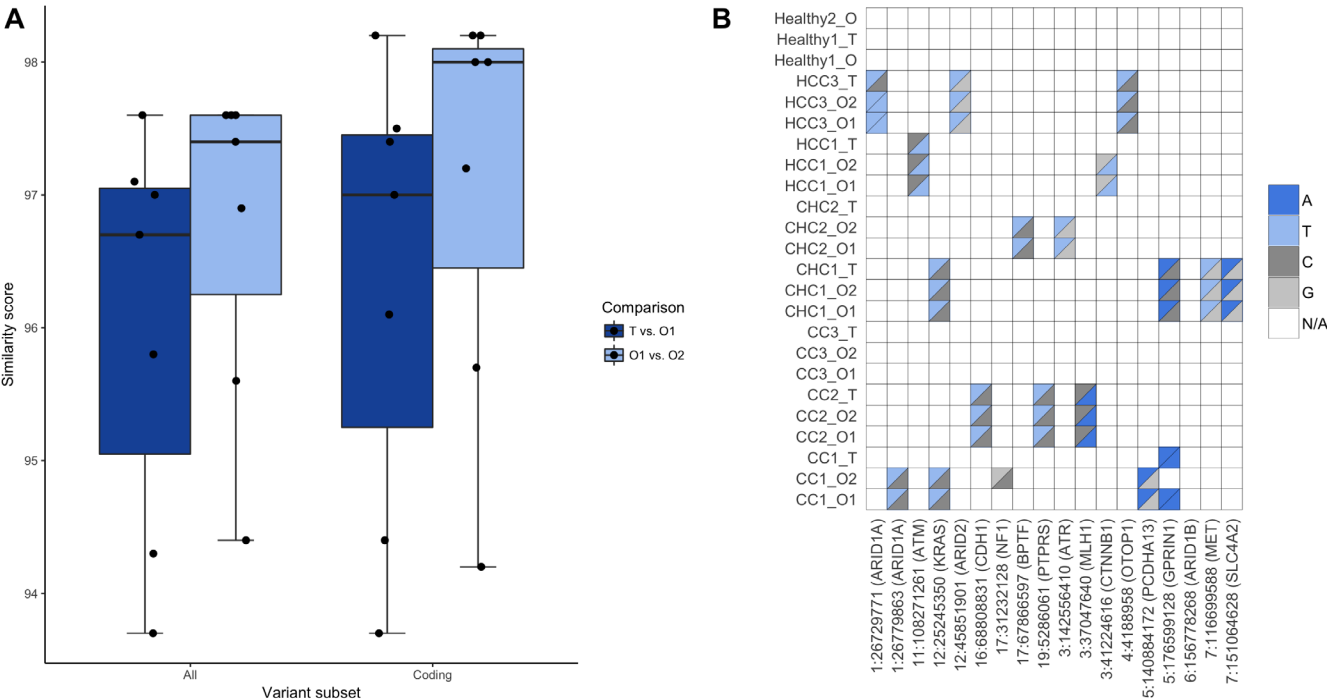 A
B
98
97
96
95
94
Similarity score
All
Coding
Variant subset
Comparison
T vs. O1
O1 vs. O2
Healthy2_O
Healthy1_T
Healthy1_O
HCC3_T
HCC3_O2
HCC3_O1
HCC1_T
HCC1_O2
HCC1_O1
CHC2_T
CHC2_O2
CHC2_O1
CHC1_T
CHC1_O2
CHC1_O1
CC3_T
CC3_O2
CC3_O1
CC2_T
CC2_O2
CC2_O1
CC1_T
CC1_O2
CC1_O1
1:26729771 (ARID1A)
1:26779863 (ARID1A)
11:108271261 (ATM)
12:25245350 (KRAS)
12:45851901 (ARID2)
16:68808831 (CDH1)
17:31232128 (NF1)
17:67866597 (BPTF)
19:5286061 (PTPRS)
3:142556410 (ATR)
3:37047640 (MLH1)
3:41224616 (CTNNB1)
4:4188958 (OTOP1)
5:140884172 (PCDHA13)
5:176599128 (GPRIN1)
6:156778268 (ARID1B)
7:116699588 (MET)
7:151064628 (SLC4A2)
A
T
C
G
N/A